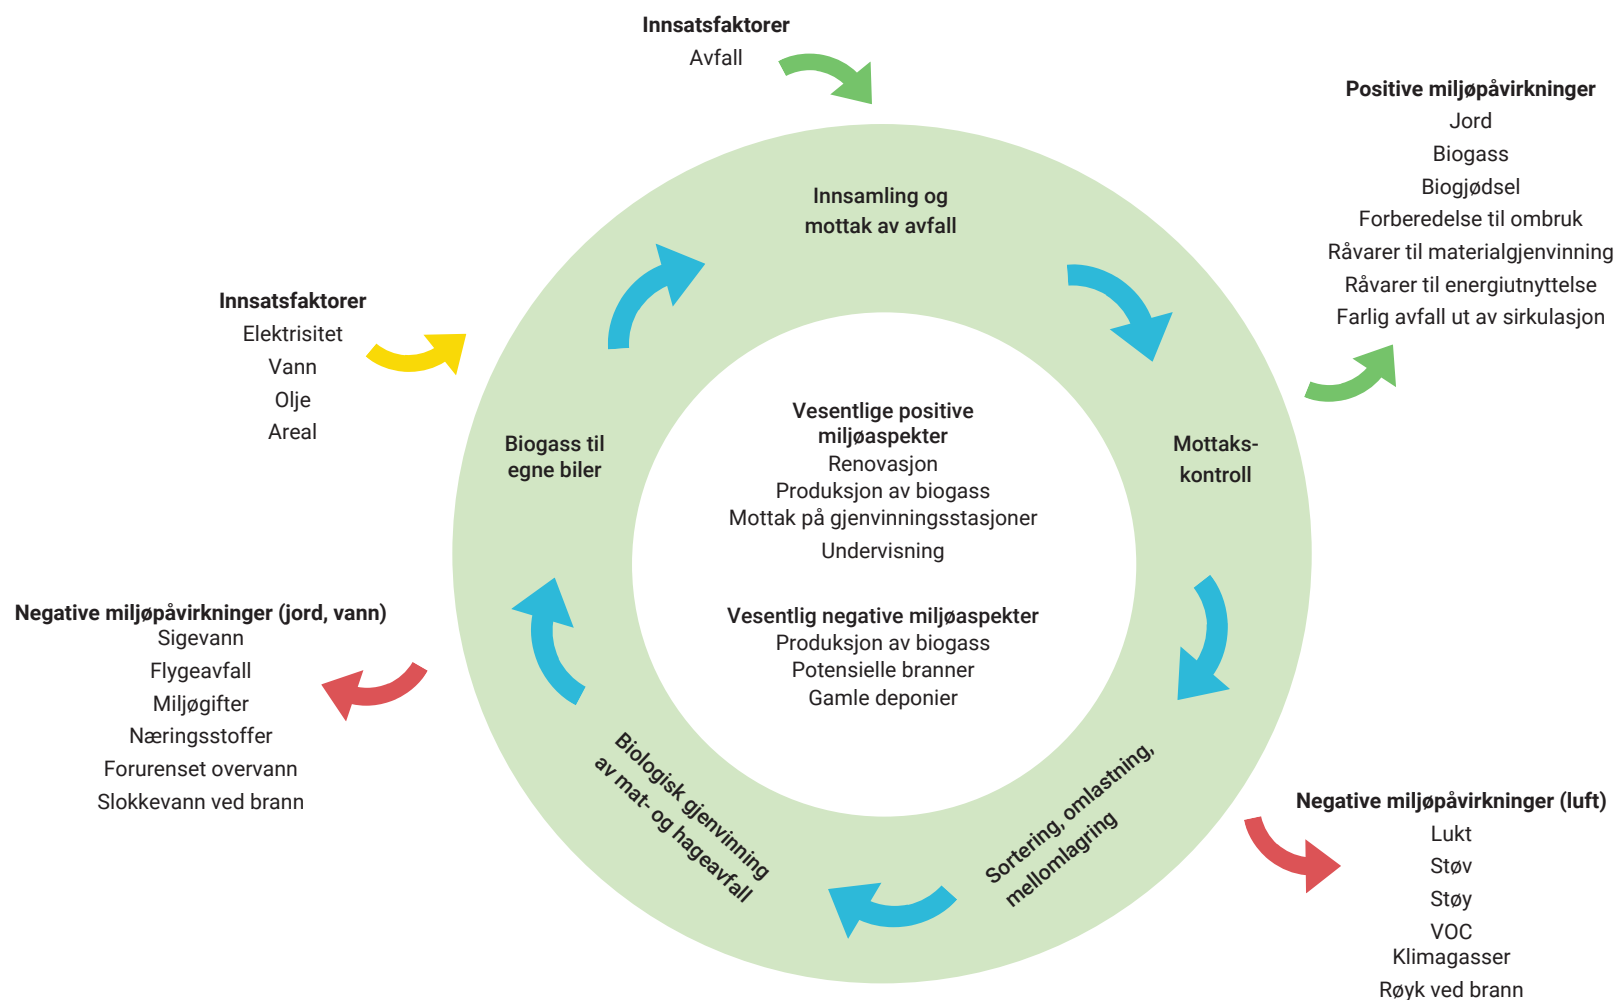 Innsatsfaktorer
Avfall
Positive miljøpåvirkninger
Jord
Biogass
Biogjødsel
Forberedelse til ombruk
Råvarer til materialgjenvinning
Råvarer til energiutnyttelse
Farlig avfall ut av sirkulasjon
Innsamling og
mottak av avfall
Innsatsfaktorer
Elektrisitet
Vann
Olje
Areal
Biogass til
egne biler
Vesentlige positive
miljøaspekter
Renovasjon
Produksjon av biogass
Mottak på gjenvinningsstasjoner
Undervisning
Mottaks-
kontroll
Vesentlig negative miljøaspekter
Produksjon av biogass
Potensielle branner
Gamle deponier
Negative miljøpåvirkninger (jord, vann)
Sigevann
Flygeavfall
Miljøgifter
Næringsstoffer
Forurenset overvann
Slokkevann ved brann
Biologisk gjenvinning
av mat- og hageavfall
Sortering, omlastning,
mellomlagring
Negative miljøpåvirkninger (luft)
Lukt
Støv
Støy
VOC
Klimagasser
Røyk ved brann